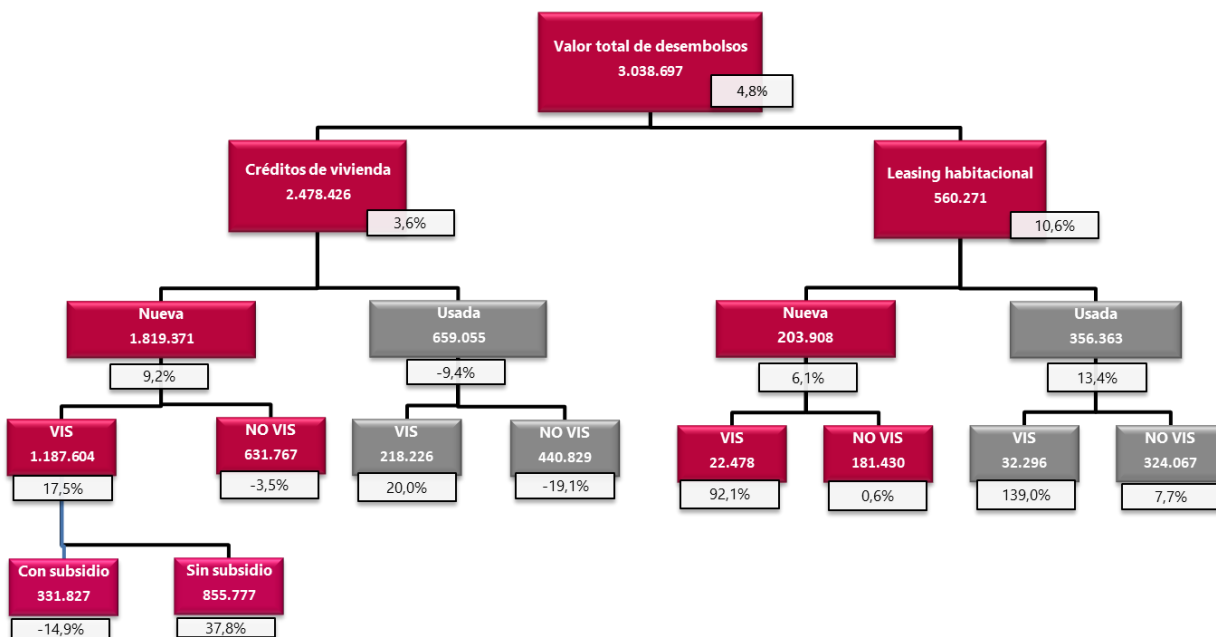 Valor total de desembolsos
3.038.697
4,8%
Créditos de vivienda
2.478.426
3,6%
Leasing habitacional
560.271
10,6%
Nueva
1.819.371
9,2%
Usada
659.055
-9,4%
Nueva
203.908
6,1%
Usada
356.363
13,4%
VIS
1.187.604
17,5%
NO VIS
631.767
-3,5%
VIS
218.226
20,0%
NO VIS
440.829
-19,1%
VIS
22.478
92,1%
NO VIS
181.430
0,6%
VIS
32.296
139,0%
NO VIS
324.067
7,7%
Con subsidio
331.827
-14,9%
Sin subsidio
855.777
37,8%